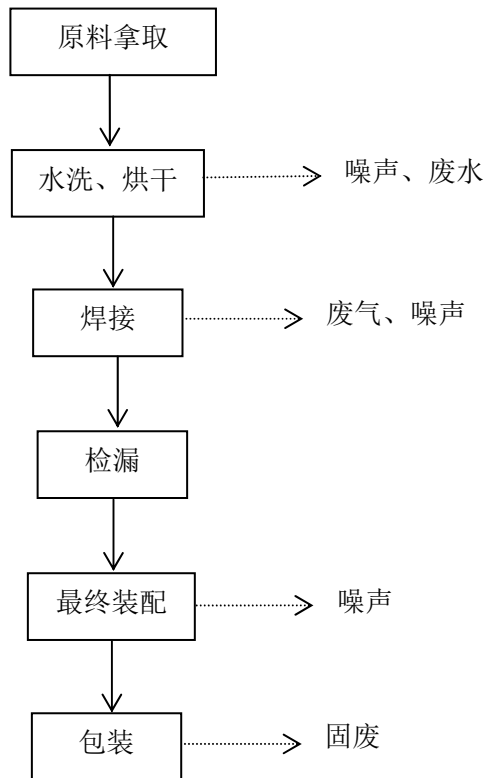 原料拿取
水洗、烘干
噪声、废水
焊接
废气、噪声
检漏
最终装配
噪声
包装
固废